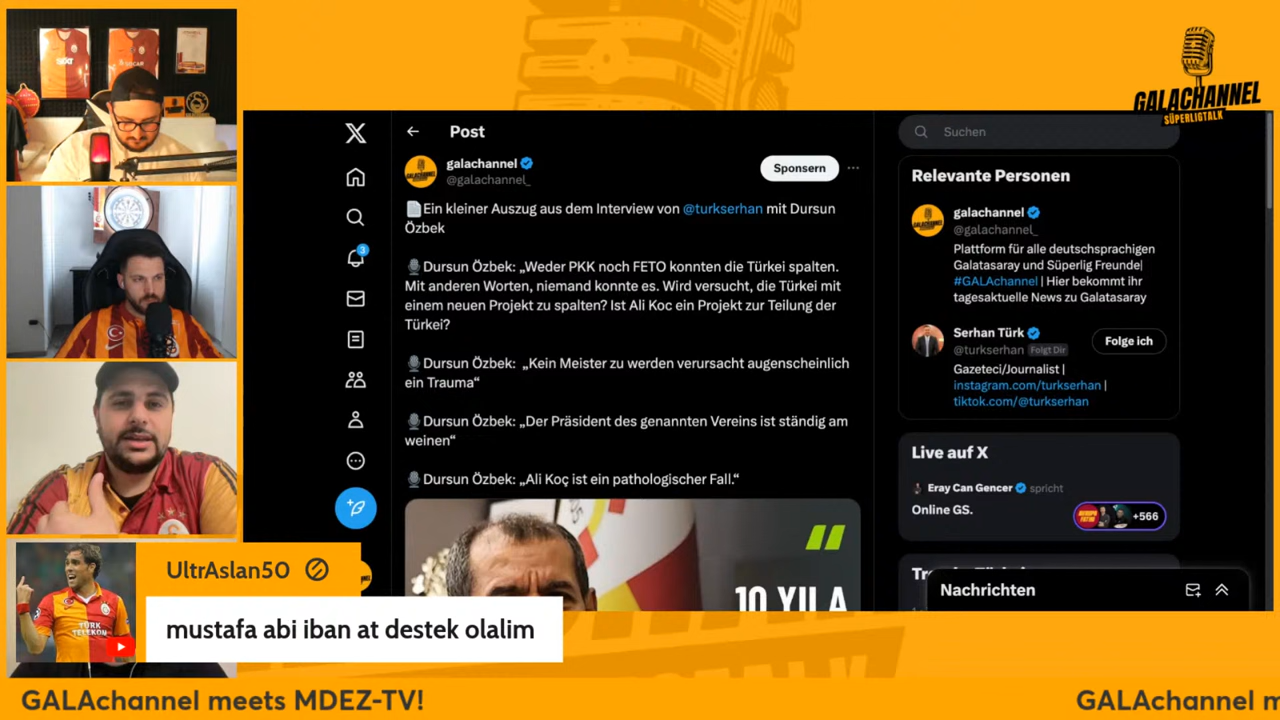 GALACHANNEL
SÜPERLIGTALK
Post
galachannel
@galachannel_
Sponsern
Ein kleiner Auszug aus dem Interview von @turkserhan mit Dursun
Özbek
Dursun Özbek: „Weder PKK noch FETO konnten die Türkei spalten.
Mit anderen Worten, niemand konnte es. Wird versucht, die Türkei mit
einem neuen Projekt zu spalten? Ist Ali Koc ein Projekt zur Teilung der
Türkei?
Dursun Özbek: „Kein Meister zu werden verursacht augenscheinlich
ein Trauma“
Dursun Özbek: „Der Präsident des genannten Vereins ist ständig am
weinen“
Dursun Özbek: „Ali Koç ist ein pathologischer Fall.“
10 YILA
3
Suchen
Relevante Personen
galachannel
@galachannel_
Plattform für alle deutschsprachigen
Galatasaray und Süperlig Freunde|
#GALAchannel | Hier bekommt ihr
tagesaktuelle News zu Galatasaray
Serhan Türk
@turkserhan Folgt Dir
Folge ich
Gazeteci/Journalist |
instagram.com/turkserhan |
tiktok.com/@turkserhan
Live auf X
Eray Can Gencer spricht
Online GS.
+566
Nachrichten
TÜRK
TELEKOM
UltrAslan50
mustafa abi iban at destek olalim
GALAchannel meets MDEZ-TV!
GALAchannel m